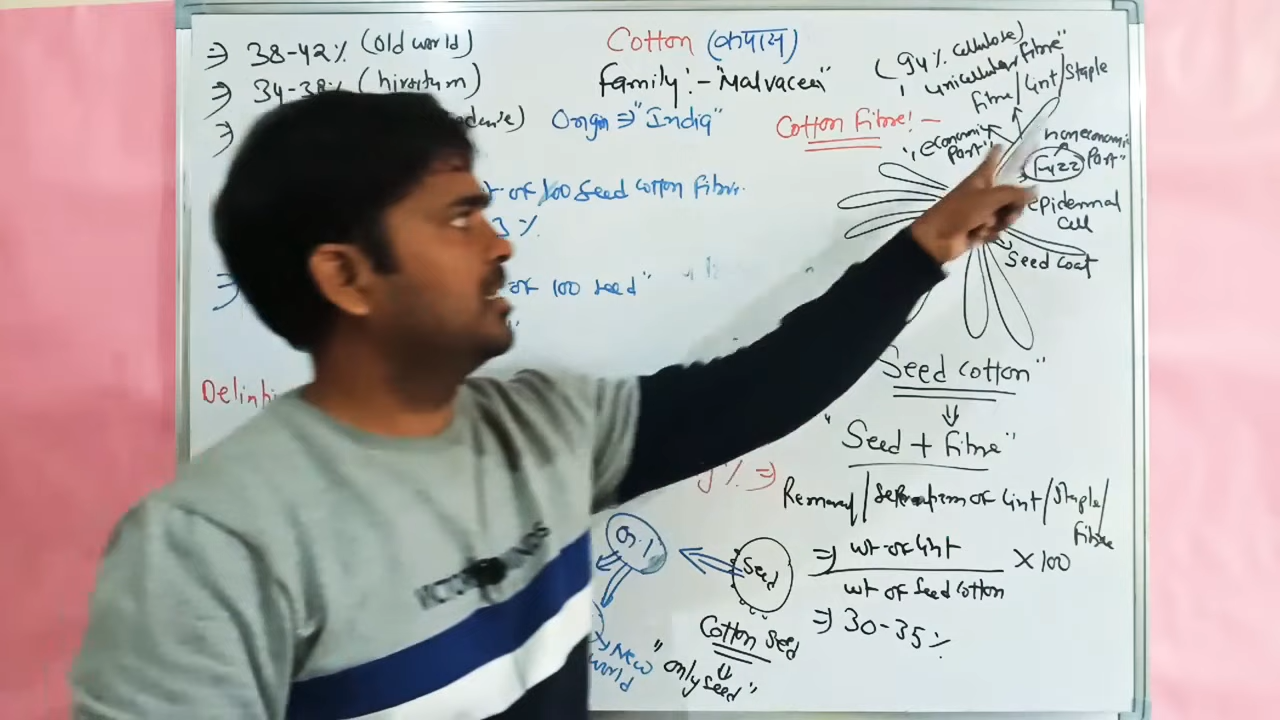 ⇒ 38-42% (old world)
⇒ 34-38% (hirsitum)
⇒
Cotton (कपास)
family :- "Malvacea"
Origin ⇒ "India"
of 100 Seed Cotton Fibre
3%
⇒ of 100 seed"
(94% cellulose)
"unicellular fibre"
fibre/Lint/Staple
Cotton Fibre! -
"economic
Part"
noneconomic
Part"
Fuzz
epidermal
Cell
Seed coat
Seed cotton"
⇓
"Seed + fibre"
% ⇒
Removal/Seperation of Lint/Staple/
fibre
⇒ wt of lint × 100
wt of Seed Cotton
⇒ 30-35%
Seed
Cotton Seed
⇓
"only seed"
New
World